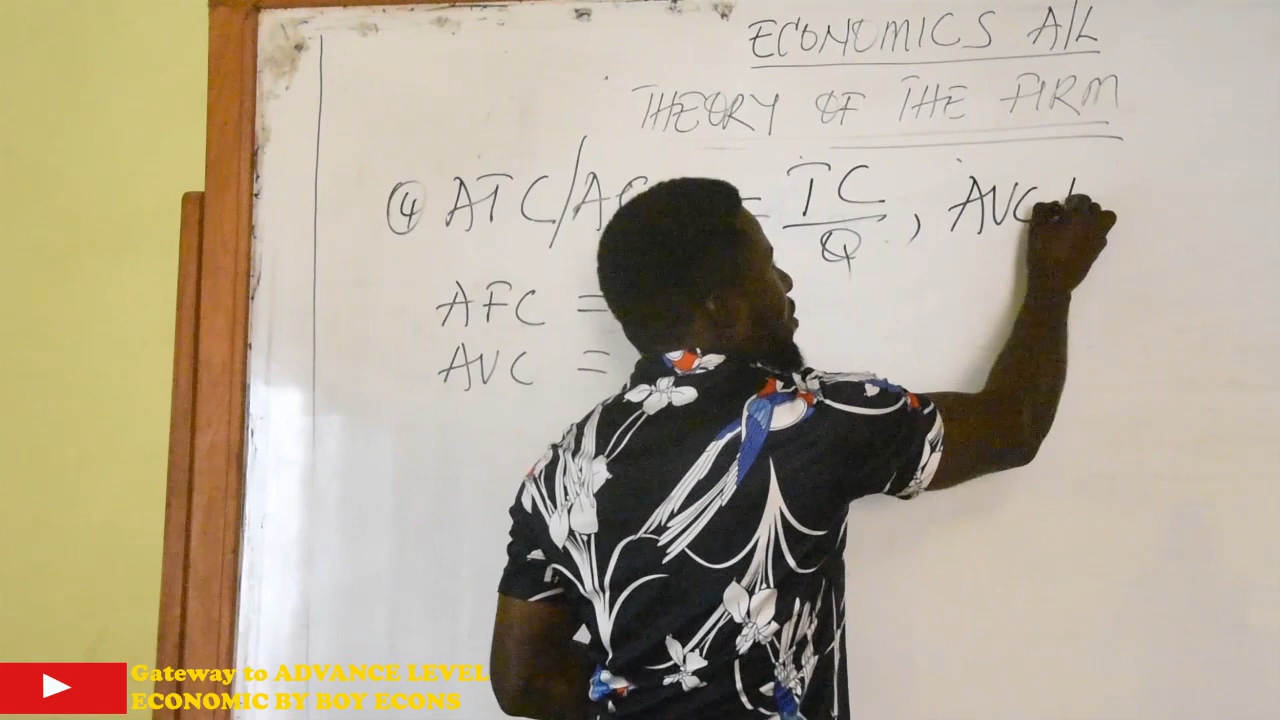 ECONOMICS A/L
THEORY OF THE FIRM
④ ATC/AC = TC/Q , AVC +
AFC =
AVC =
Gateway to ADVANCE LEVEL
ECONOMIC BY BOY ECONS